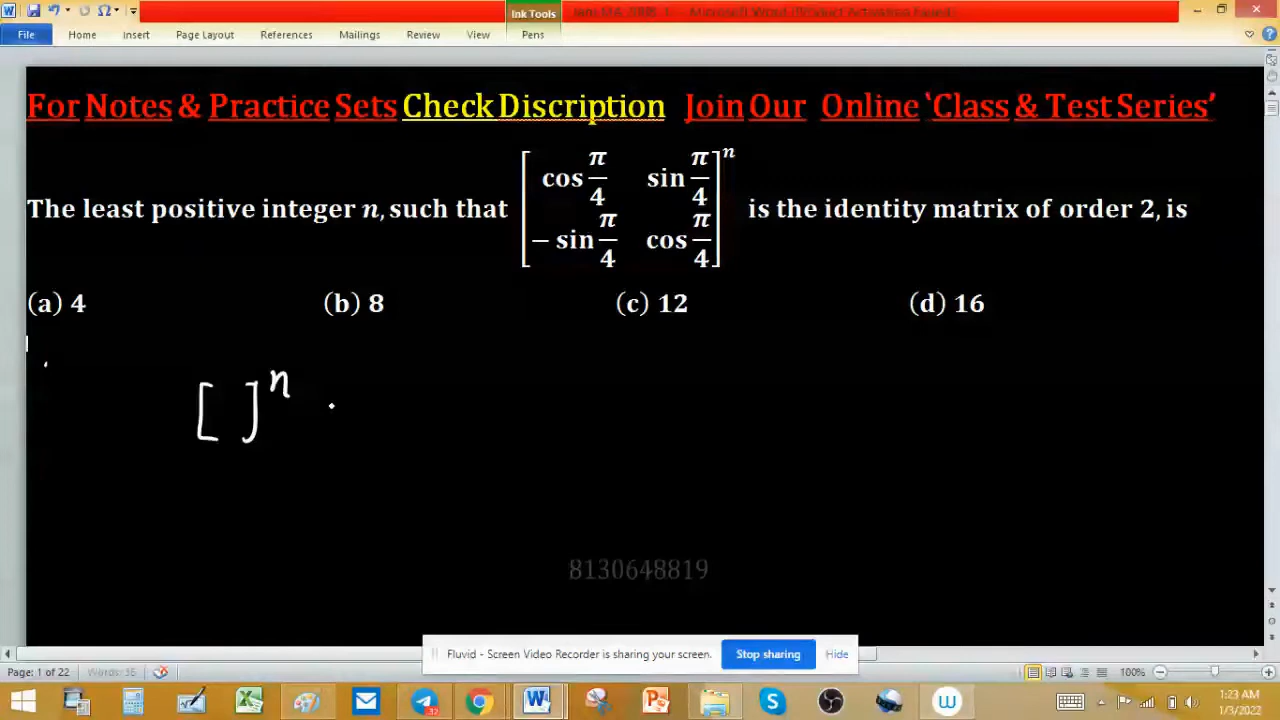 Ink Tools
File Home Insert Page Layout References Mailings Review View Pens
For Notes & Practice Sets Check Discription Join Our Online ‘Class & Test Series’
The least positive integer n, such that [cos π/4 sin π/4 − sin π/4 cos π/4]ⁿ is the identity matrix of order 2, is
(a) 4 (b) 8 (c) 12 (d) 16
[ ]ⁿ
8130648819
Fluvid - Screen Video Recorder is sharing your screen. Stop sharing Hide
Page: 1 of 22 Words: 35 100%
1:23 AM
1/3/2022